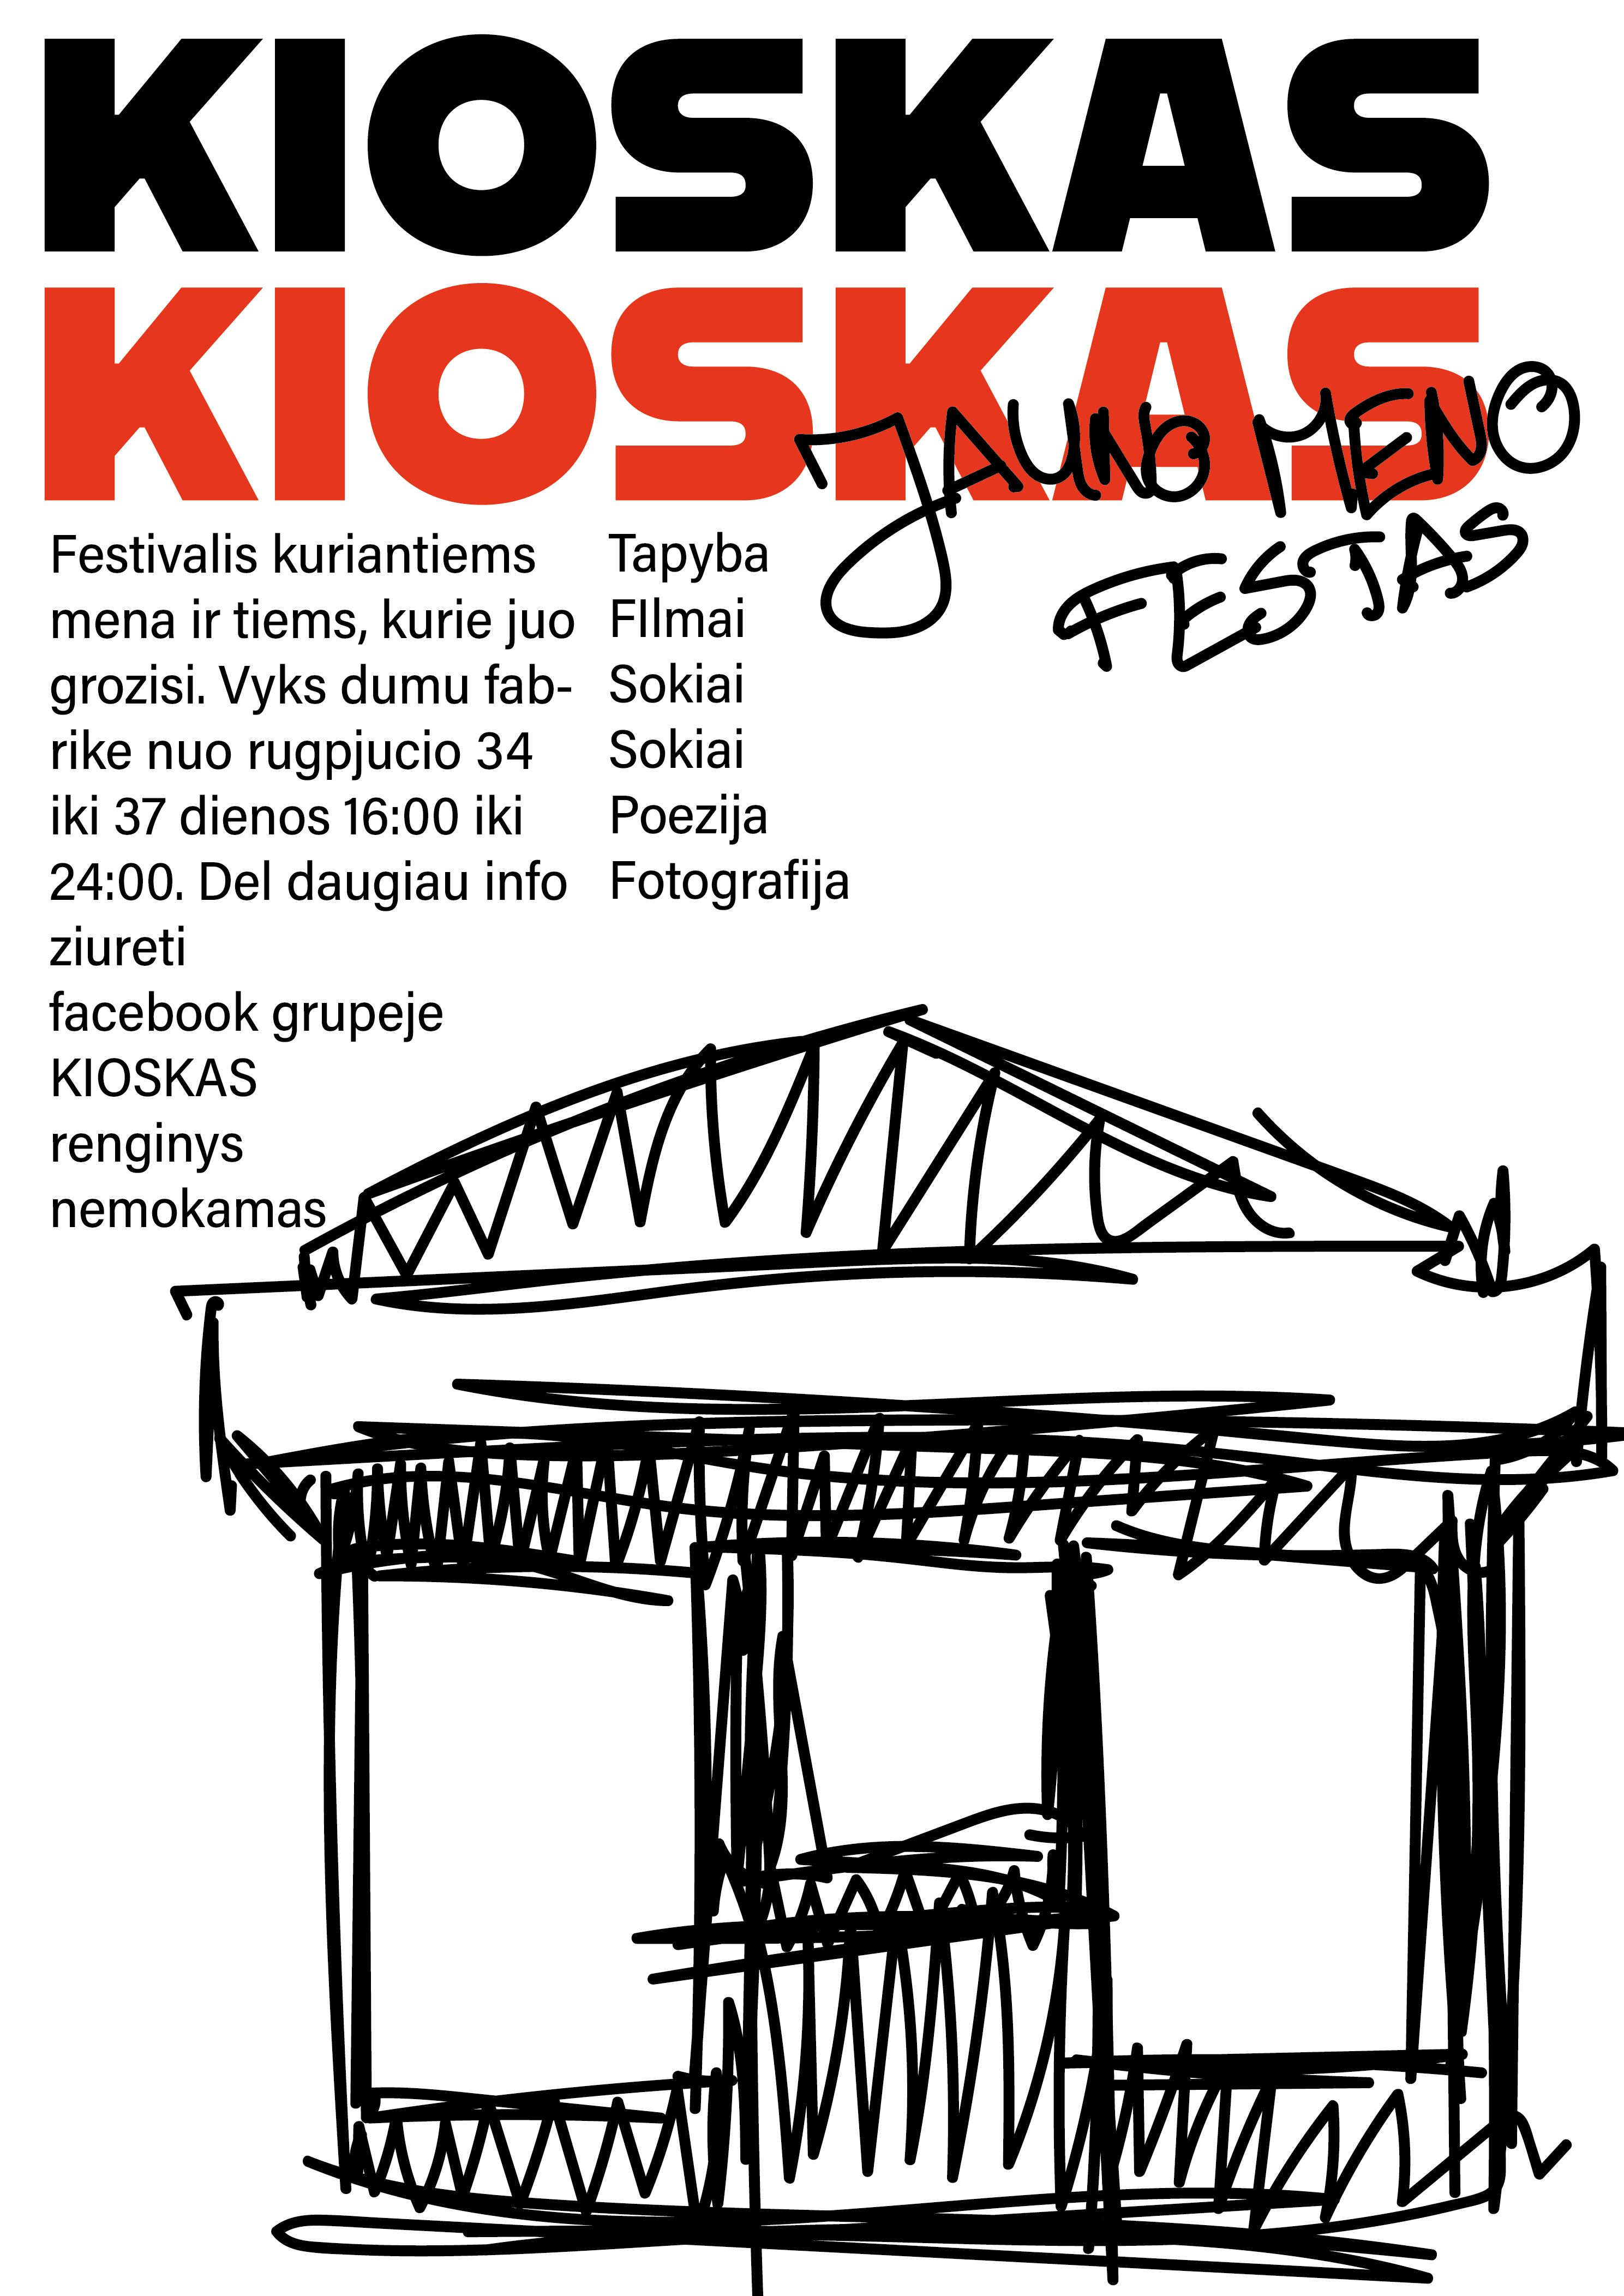 KIOSKAS
KIOSKAS
JAUNO MENO
FESTAS
Festivalis kuriantiems
mena ir tiems, kurie juo
grozisi. Vyks dumu fab-
rike nuo rugpjucio 34
iki 37 dienos 16:00 iki
24:00. Del daugiau info
ziureti
facebook grupeje
KIOSKAS
renginys
nemokamas
Tapyba
FIlmai
Sokiai
Sokiai
Poezija
Fotografija